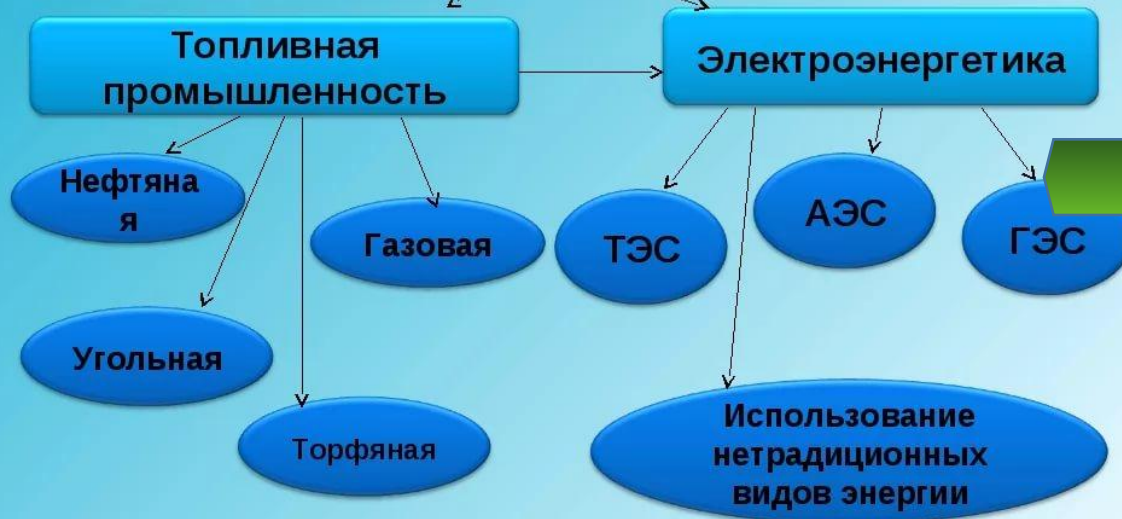 Топливная
промышленность
Электроэнергетика
Нефтяна
я
Газовая
ТЭС
АЭС
ГЭС
Угольная
Торфяная
Использование
нетрадиционных
видов энергии